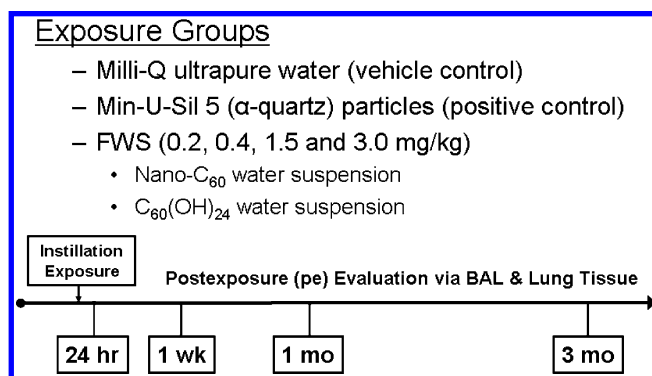 Exposure Groups
– Milli-Q ultrapure water (vehicle control)
– Min-U-Sil 5 (α-quartz) particles (positive control)
– FWS (0.2, 0.4, 1.5 and 3.0 mg/kg)
• Nano-C60 water suspension
• C60(OH)24 water suspension
Instillation
Exposure
Postexposure (pe) Evaluation via BAL & Lung Tissue
24 hr 1 wk 1 mo 3 mo